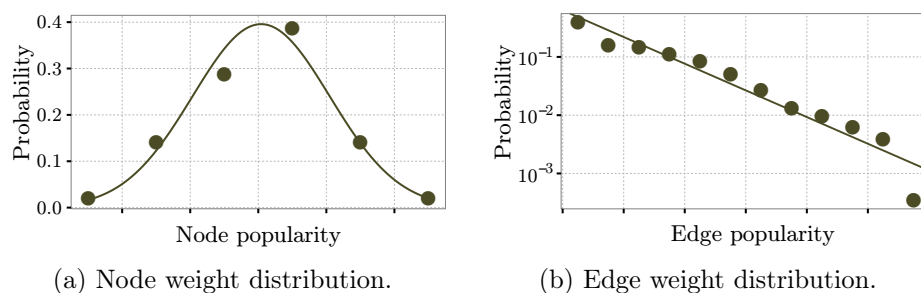 0.4
0.3
0.2
0.1
0.0
Probability
Node popularity
(a) Node weight distribution.
10⁻¹
10⁻²
10⁻³
Probability
Edge popularity
(b) Edge weight distribution.